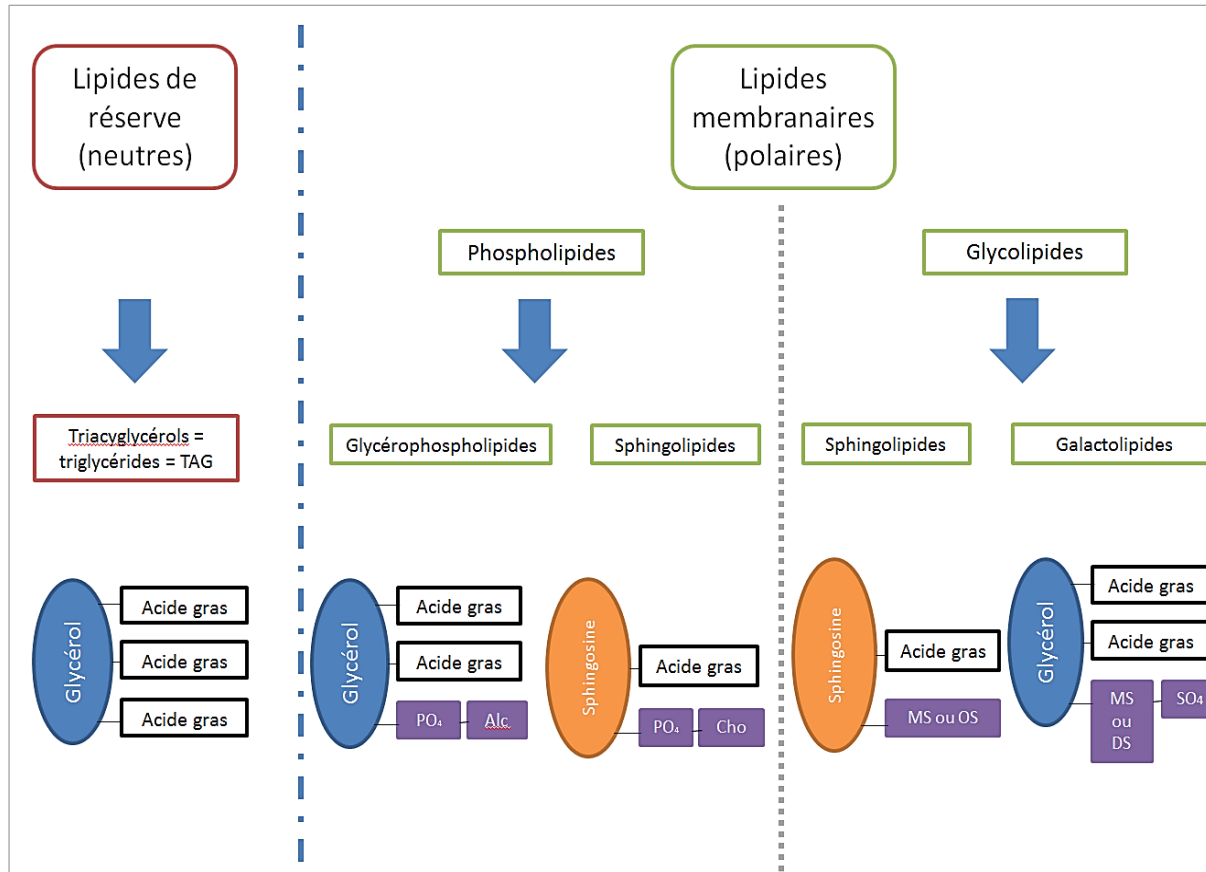 Lipides de
réserve
(neutres)
Lipides
membranaires
(polaires)
Phospholipides
Glycolipides
Triacyglycérols =
triglycérides = TAG
Glycérophospholipides
Sphingolipides
Sphingolipides
Galactolipides
Glycérol
Acide gras
Acide gras
Acide gras
Glycérol
Acide gras
Acide gras
PO₄
Alc
Sphingosine
Acide gras
PO₄
Cho
Sphingosine
Acide gras
MS ou OS
Glycérol
Acide gras
Acide gras
MS
ou
DS
SO₄